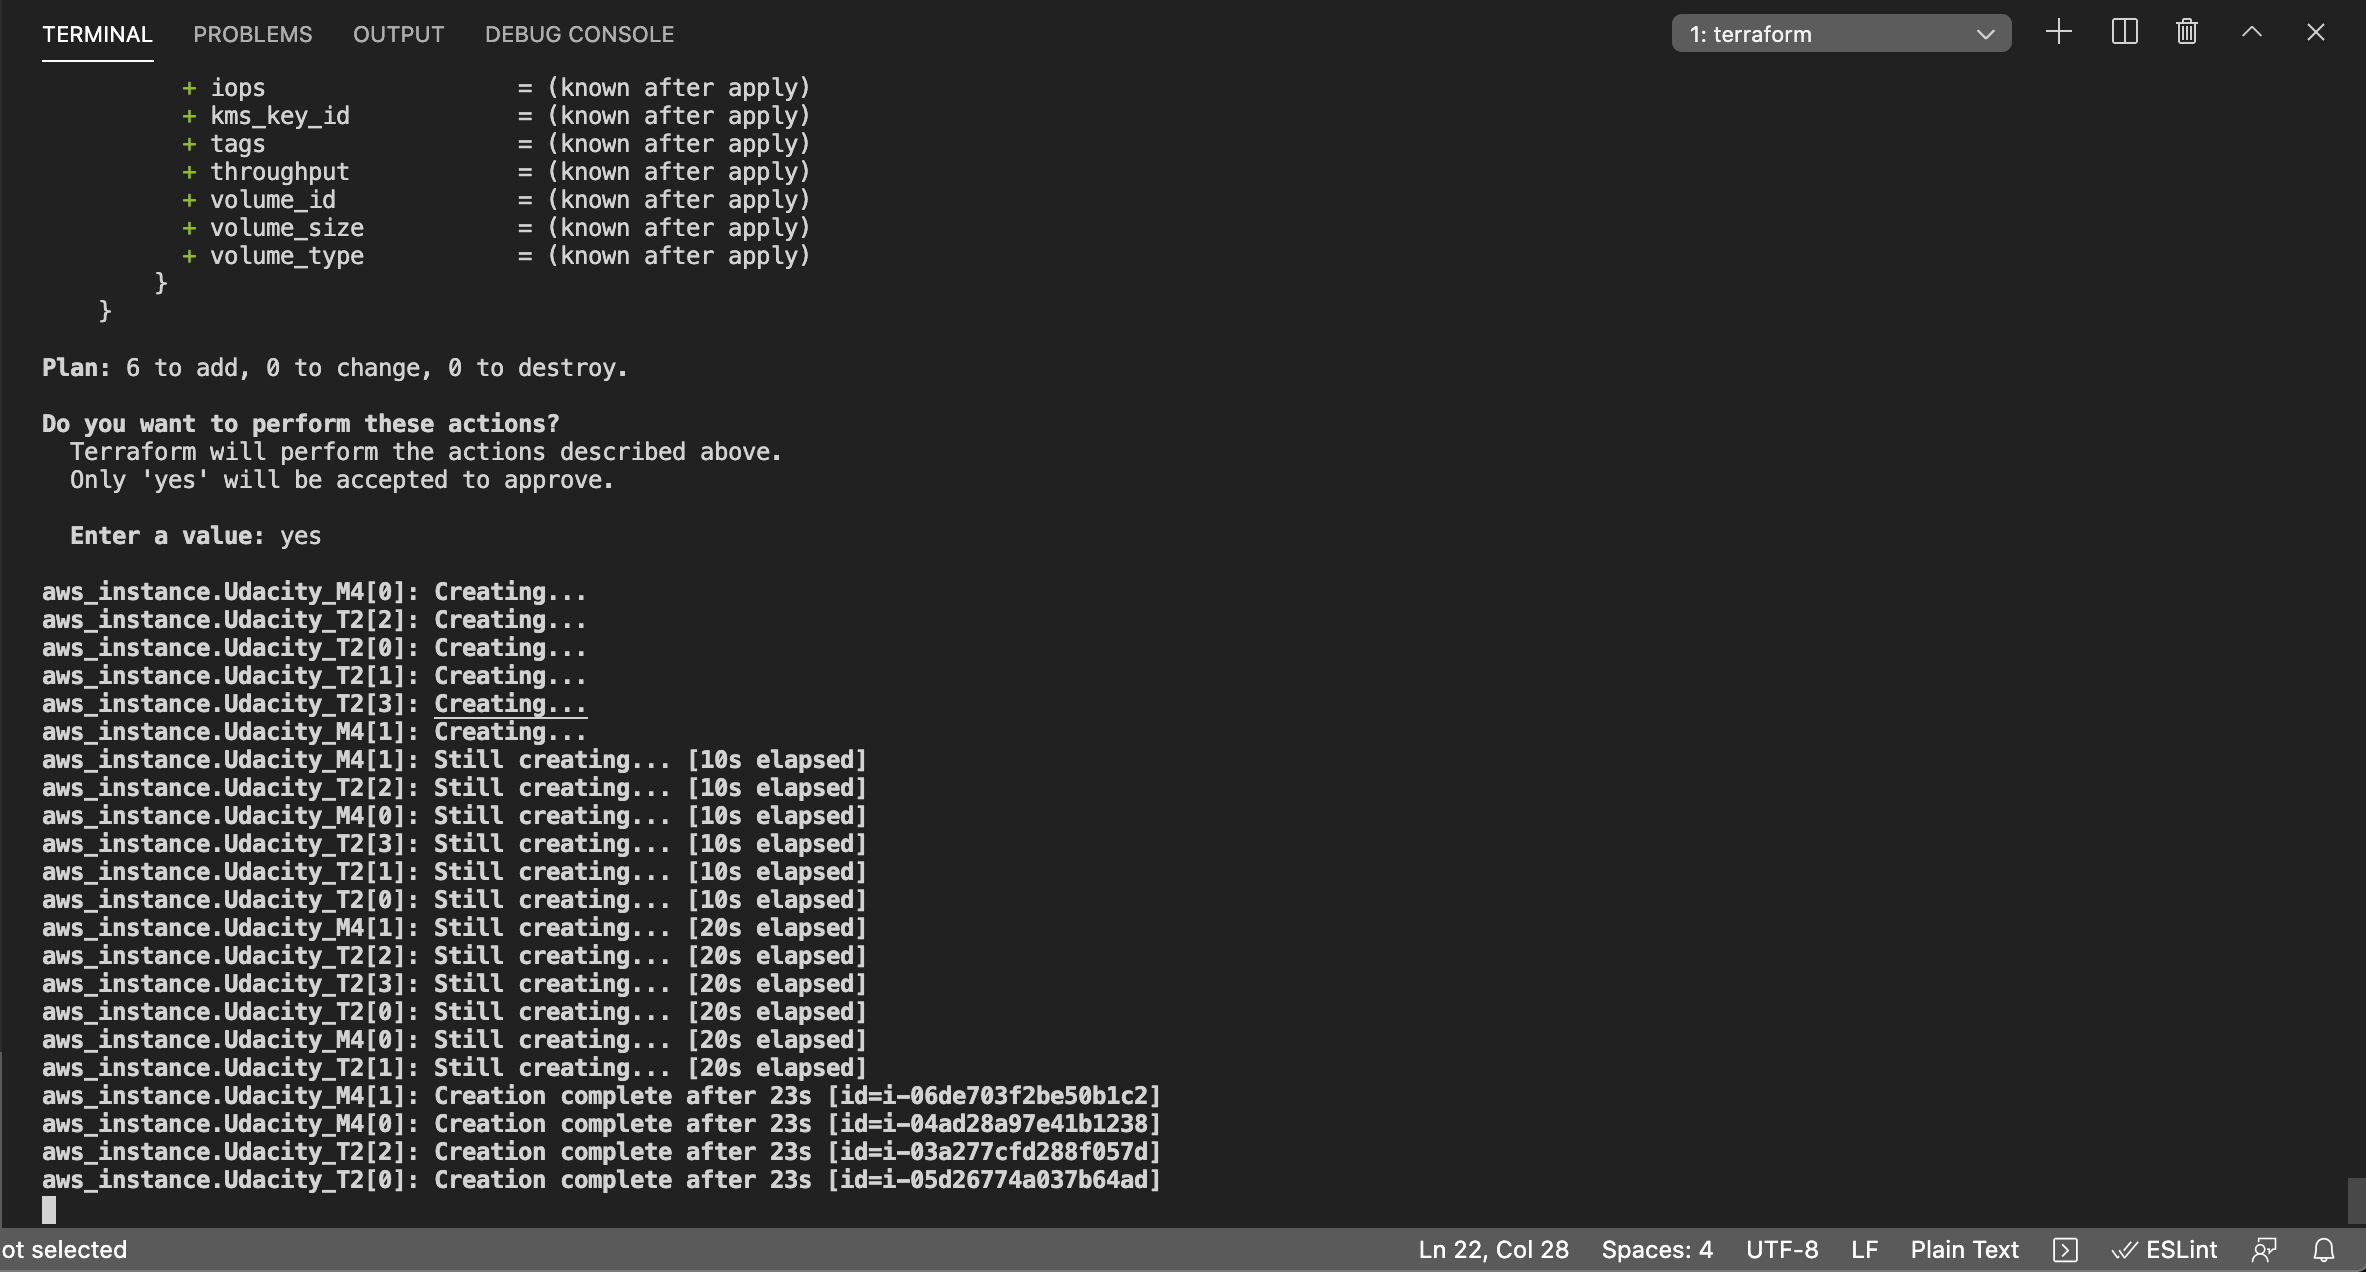 TERMINAL PROBLEMS OUTPUT DEBUG CONSOLE 1: terraform
+ iops = (known after apply)
+ kms_key_id = (known after apply)
+ tags = (known after apply)
+ throughput = (known after apply)
+ volume_id = (known after apply)
+ volume_size = (known after apply)
+ volume_type = (known after apply)
}
}
Plan: 6 to add, 0 to change, 0 to destroy.
Do you want to perform these actions?
Terraform will perform the actions described above.
Only 'yes' will be accepted to approve.
Enter a value: yes
aws_instance.Udacity_M4[0]: Creating...
aws_instance.Udacity_T2[2]: Creating...
aws_instance.Udacity_T2[0]: Creating...
aws_instance.Udacity_T2[1]: Creating...
aws_instance.Udacity_T2[3]: Creating...
aws_instance.Udacity_M4[1]: Creating...
aws_instance.Udacity_M4[1]: Still creating... [10s elapsed]
aws_instance.Udacity_T2[2]: Still creating... [10s elapsed]
aws_instance.Udacity_M4[0]: Still creating... [10s elapsed]
aws_instance.Udacity_T2[3]: Still creating... [10s elapsed]
aws_instance.Udacity_T2[1]: Still creating... [10s elapsed]
aws_instance.Udacity_T2[0]: Still creating... [10s elapsed]
aws_instance.Udacity_M4[1]: Still creating... [20s elapsed]
aws_instance.Udacity_T2[2]: Still creating... [20s elapsed]
aws_instance.Udacity_T2[3]: Still creating... [20s elapsed]
aws_instance.Udacity_T2[0]: Still creating... [20s elapsed]
aws_instance.Udacity_M4[0]: Still creating... [20s elapsed]
aws_instance.Udacity_T2[1]: Still creating... [20s elapsed]
aws_instance.Udacity_M4[1]: Creation complete after 23s [id=i-06de703f2be50b1c2]
aws_instance.Udacity_M4[0]: Creation complete after 23s [id=i-04ad28a97e41b1238]
aws_instance.Udacity_T2[2]: Creation complete after 23s [id=i-03a277cfd288f057d]
aws_instance.Udacity_T2[0]: Creation complete after 23s [id=i-05d26774a037b64ad]
ot selected Ln 22, Col 28 Spaces: 4 UTF-8 LF Plain Text ESLint